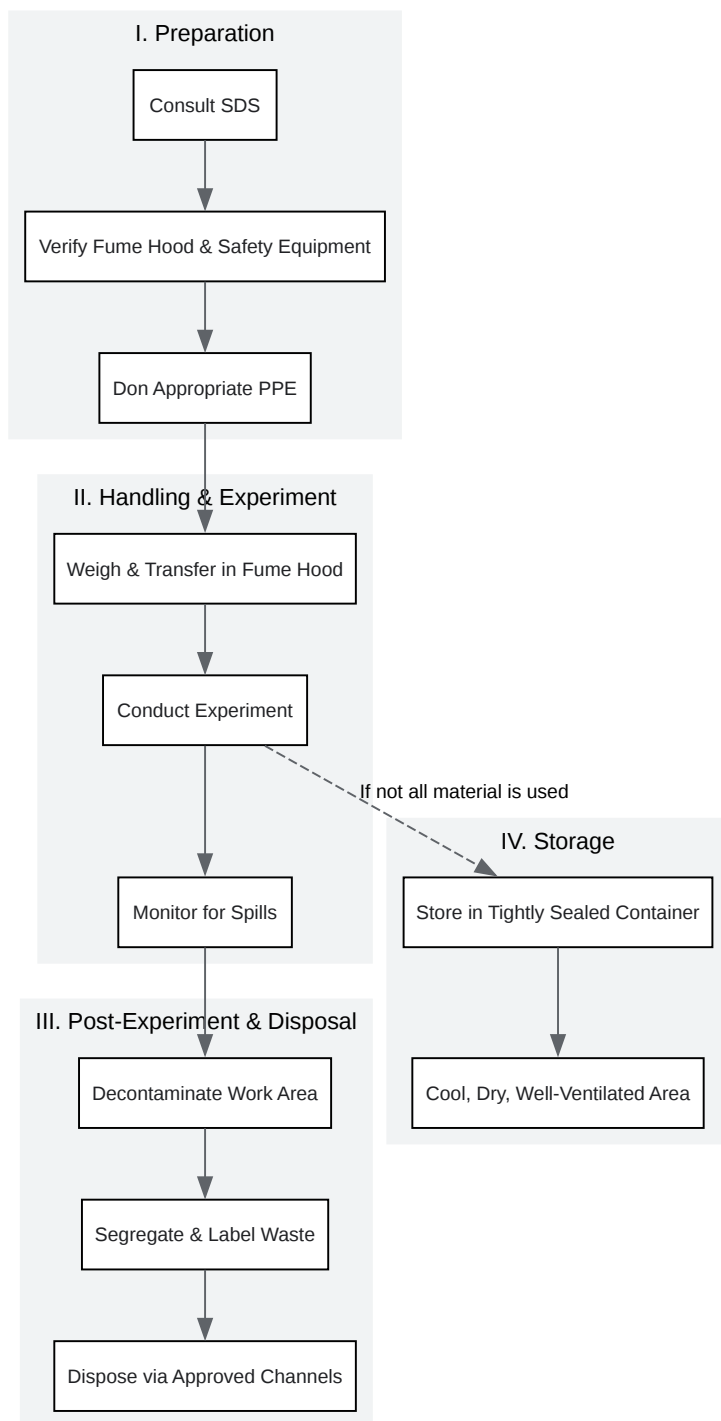 I. Preparation
Consult SDS
Verify Fume Hood & Safety Equipment
Don Appropriate PPE
II. Handling & Experiment
Weigh & Transfer in Fume Hood
Conduct Experiment
If not all material is used
Monitor for Spills
IV. Storage
Store in Tightly Sealed Container
Cool, Dry, Well-Ventilated Area
III. Post-Experiment & Disposal
Decontaminate Work Area
Segregate & Label Waste
Dispose via Approved Channels